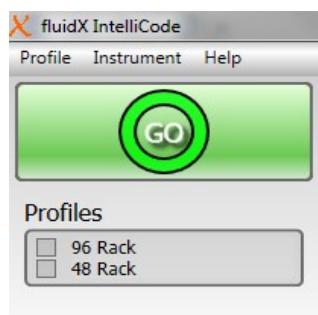 fluidX IntelliCode
Profile Instrument Help
GO
Profiles
96 Rack
48 Rack